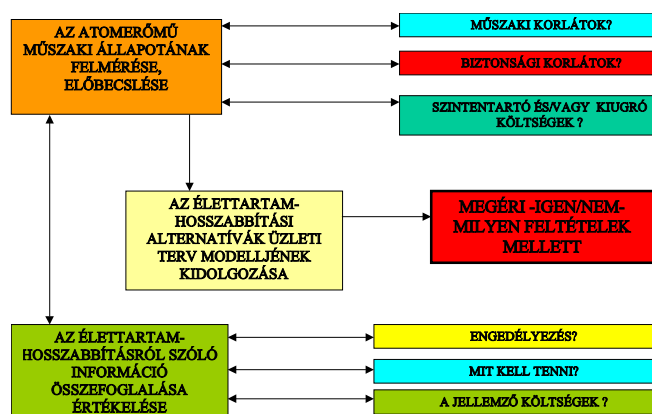 AZ ATOMERŐMŰ
MŰSZAKI ÁLLAPOTÁNAK
FELMÉRÉSE,
ELŐBECSLÉSE
MŰSZAKI KORLÁTOK?
BIZTONSÁGI KORLÁTOK?
SZINTENTARTÓ ÉS/VAGY KIUGRÓ
KÖLTSÉGEK ?
AZ ÉLETTARTAM-
HOSSZABBÍTÁSI
ALTERNATÍVÁK ÜZLETI
TERV MODELLJÉNEK
KIDOLGOZÁSA
MEGÉRI -IGEN/NEM-
MILYEN FELTÉTELEK
MELLETT
AZ ÉLETTARTAM-
HOSSZABBÍTÁSRÓL SZÓLÓ
INFORMÁCIÓ
ÖSSZEFOGLALÁSA
ÉRTÉKELÉSE
ENGEDÉLYEZÉS?
MIT KELL TENNI?
A JELLEMZŐ KÖLTSÉGEK ?